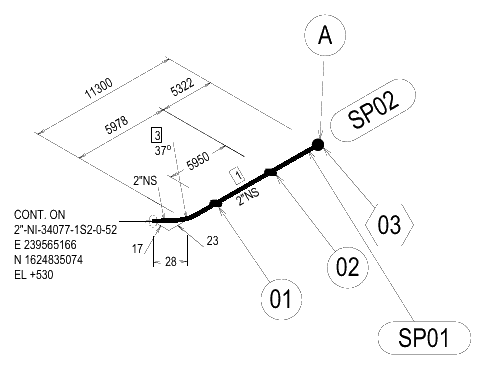 A
11300
5322
5978
SP02
3
37º
5950
2"NS
1
2"NS
CONT. ON
2"-NI-34077-1S2-0-52
E 239565166
N 1624835074
EL +530
17
23
28
03
02
01
SP01